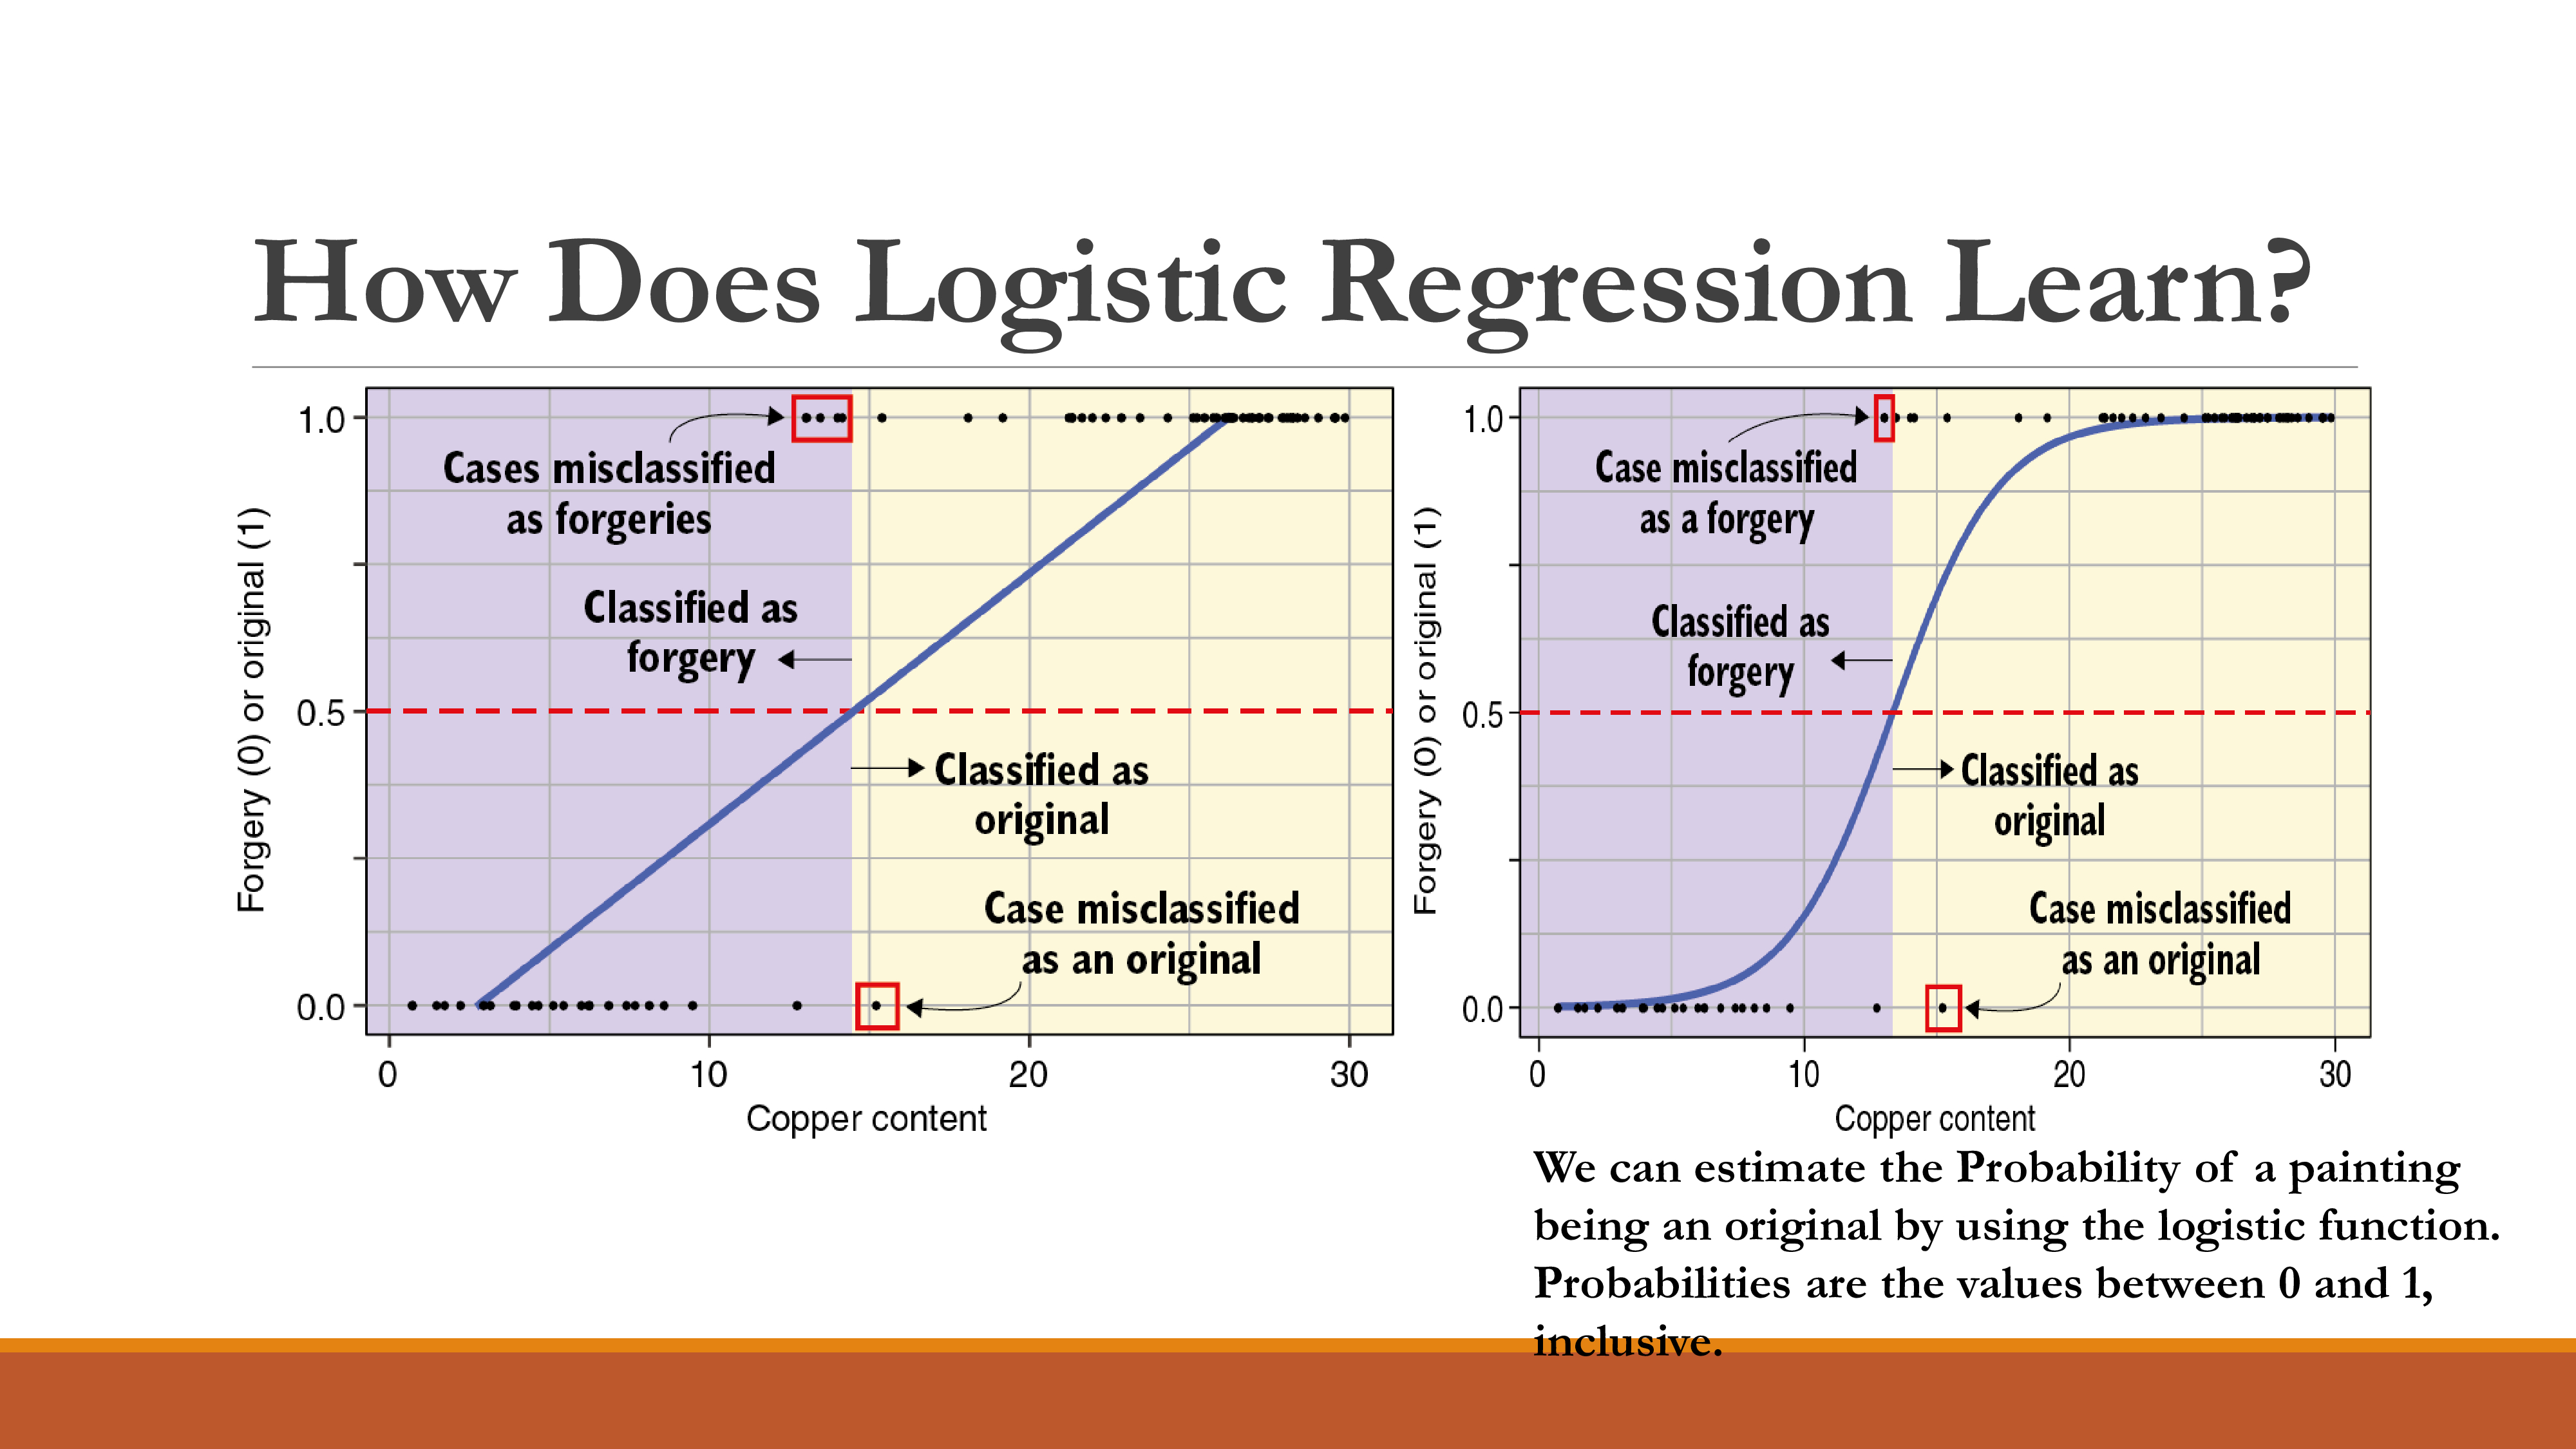 How Does Logistic Regression Learn?
Forgery (0) or original (1)
1.0
0.5
0.0
Cases misclassified
as forgeries
Classified as
forgery
Classified as
original
Case misclassified
as an original
0 10 20 30
Copper content
Forgery (0) or original (1)
1.0
0.5
0.0
Case misclassified
as a forgery
Classified as
forgery
Classified as
original
Case misclassified
as an original
0 10 20 30
Copper content
We can estimate the Probability of a painting
being an original by using the logistic function.
Probabilities are the values between 0 and 1,
inclusive.